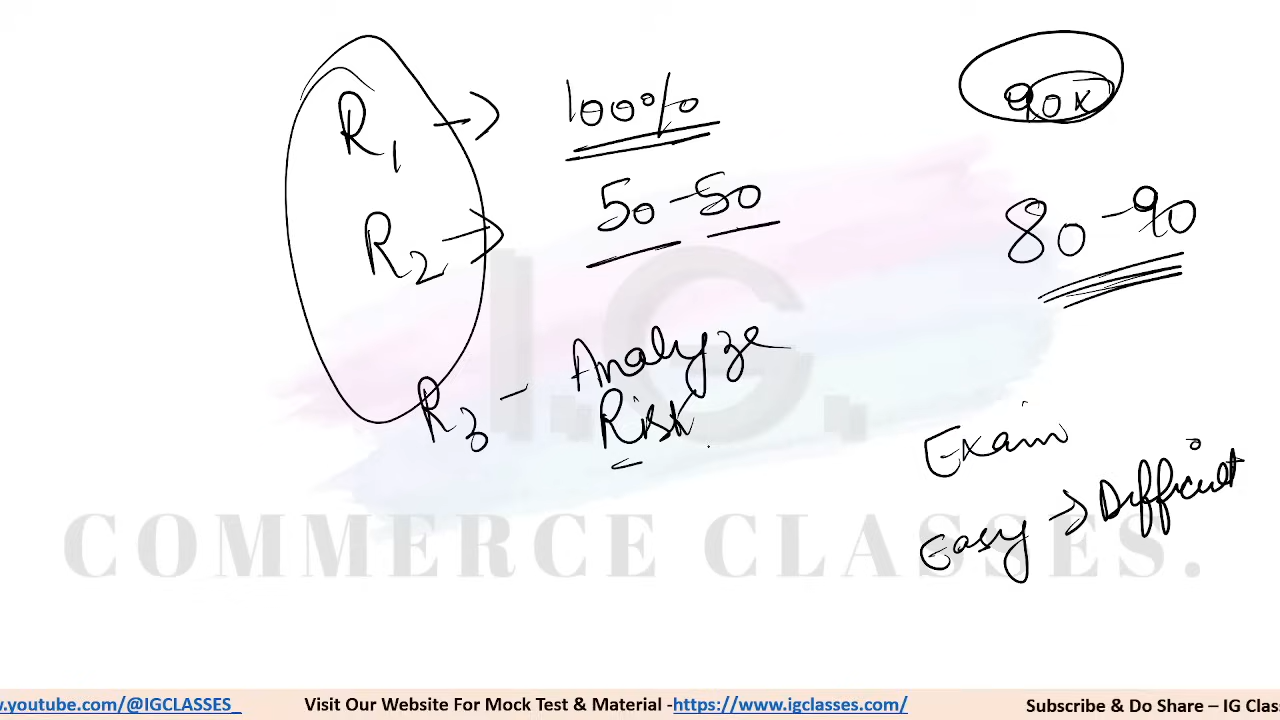 R1 → 100%
90x
R2 → 50-50
80-90
R3 - Analyze
Risk
Exam
Easy → Difficult
I.G.
COMMERCE CLASSES.
w.youtube.com/@IGCLASSES_ Visit Our Website For Mock Test & Material -https://www.igclasses.com/ Subscribe & Do Share – IG Clas